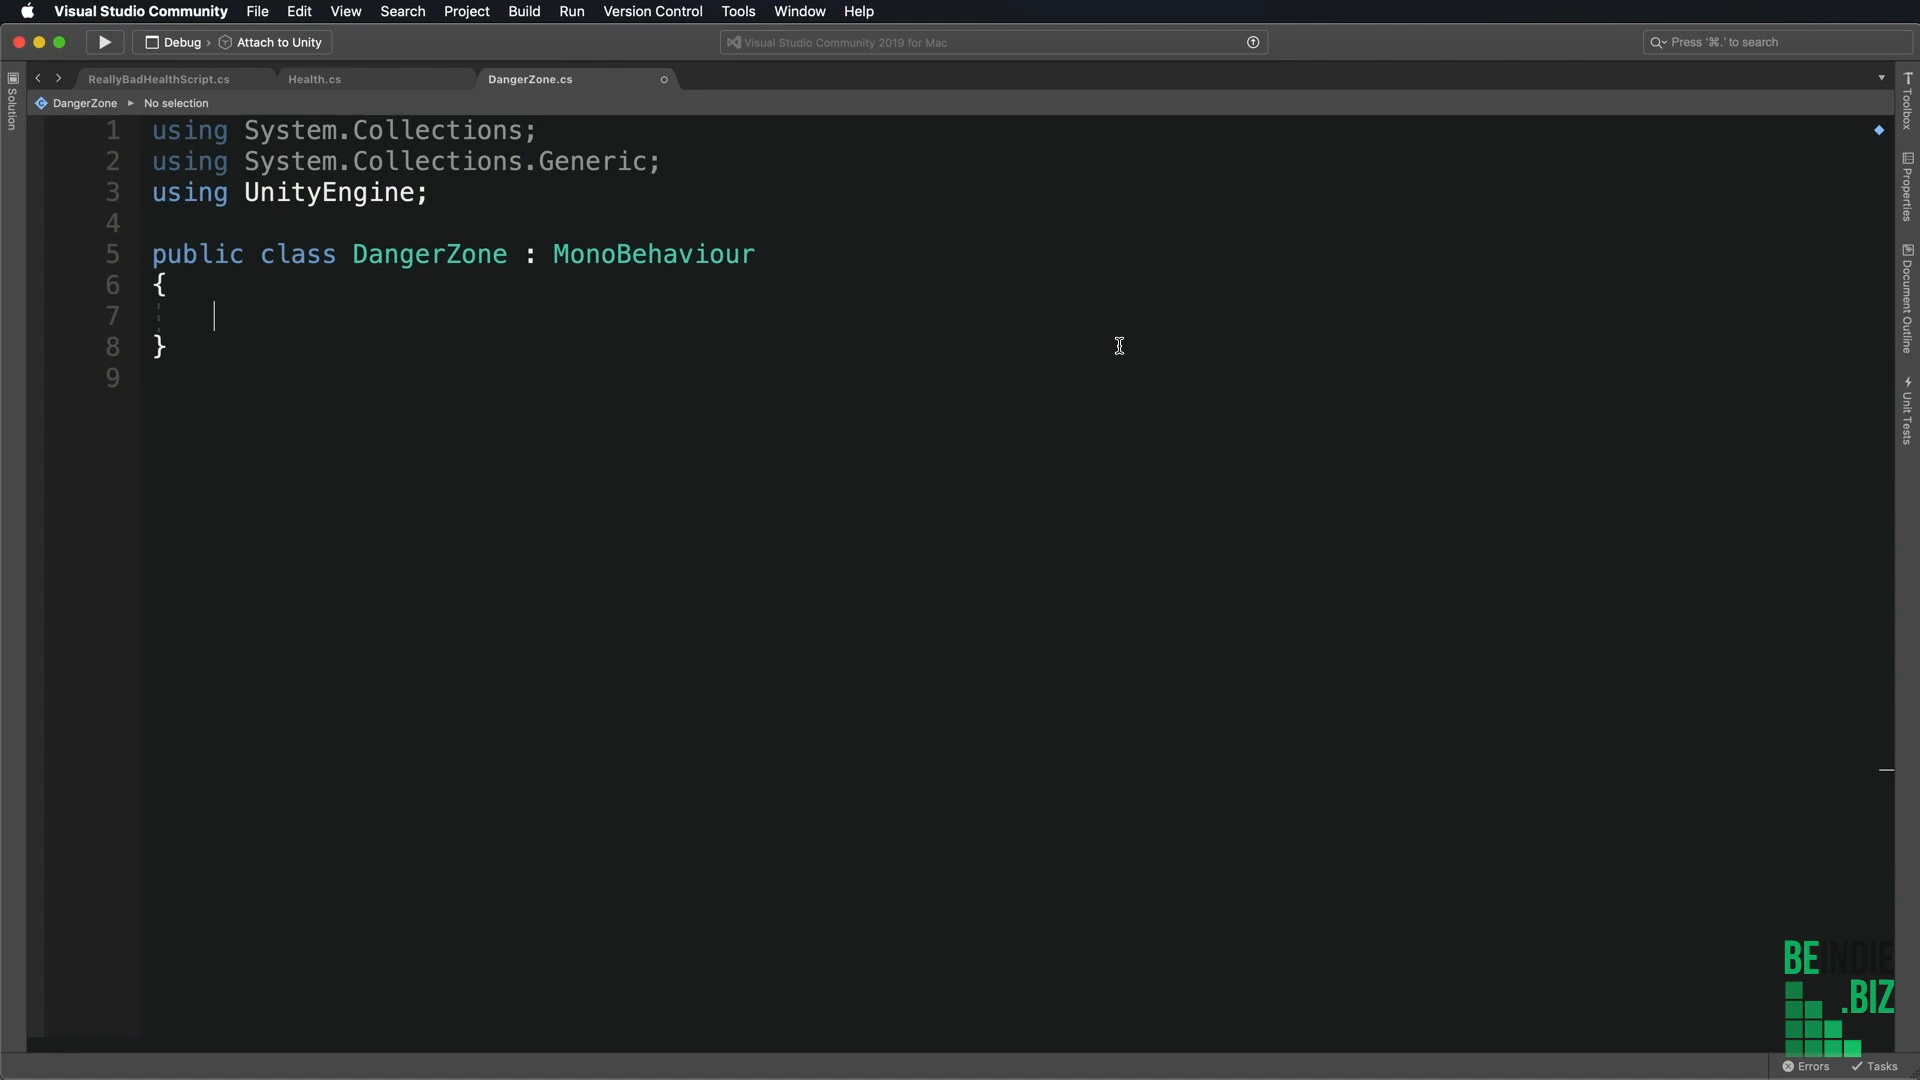 Visual Studio Community File Edit View Search Project Build Run Version Control Tools Window Help
Debug › Attach to Unity
Visual Studio Community 2019 for Mac
Press '⌘.' to search
ReallyBadHealthScript.cs
Health.cs
DangerZone.cs
DangerZone ▸ No selection
Solution
Toolbox
Properties
Document Outline
Unit Tests
1 using System.Collections;
2 using System.Collections.Generic;
3 using UnityEngine;
4
5 public class DangerZone : MonoBehaviour
6 {
7
8 }
9
BEINDIE
.BIZ
Errors
Tasks